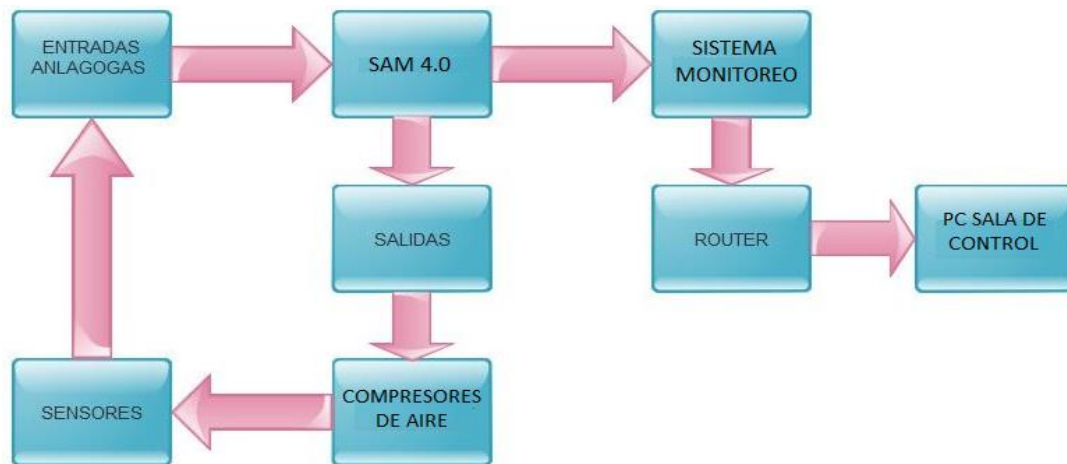 ENTRADAS
ANLAGOGAS
SAM 4.0
SISTEMA
MONITOREO
SALIDAS
ROUTER
PC SALA DE
CONTROL
SENSORES
COMPRESORES
DE AIRE